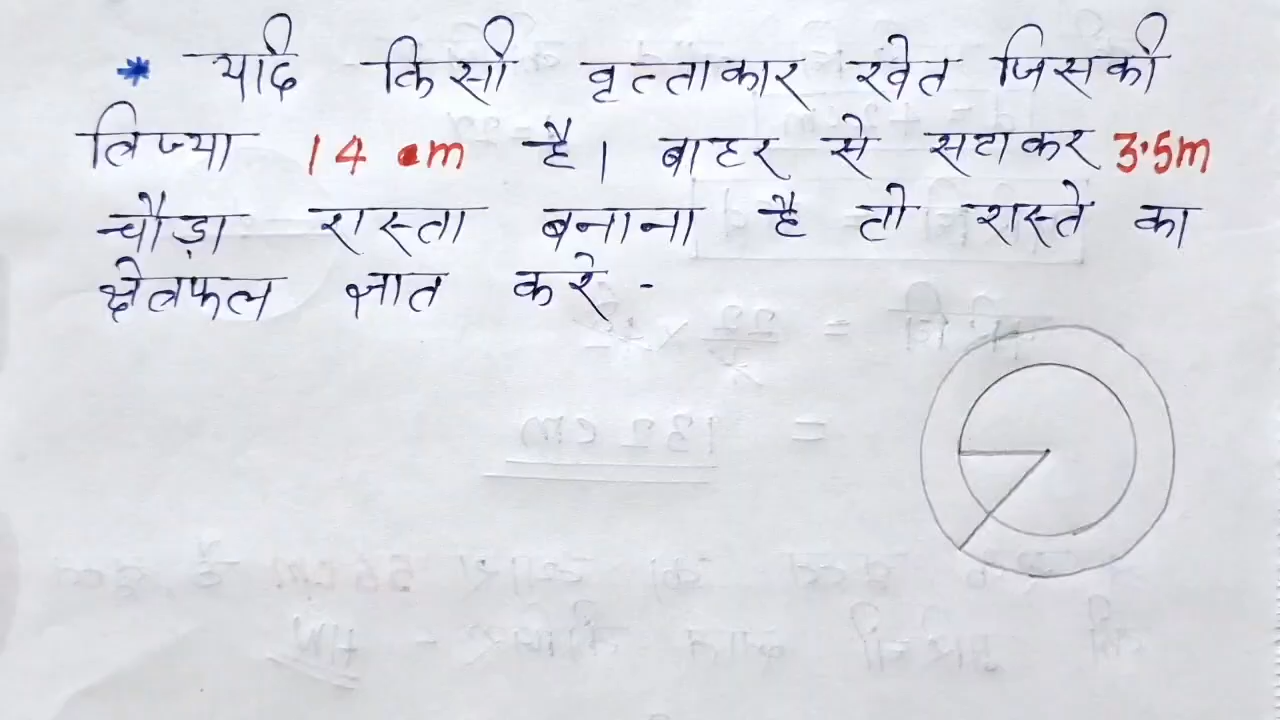 * यदि किसी वृत्ताकार खेत जिसकी
त्रिज्या 14 m है। बाहर से सटाकर 3.5m
चौड़ा रास्ता बनाना है तो रास्ते का
क्षेत्रफल ज्ञात करे -